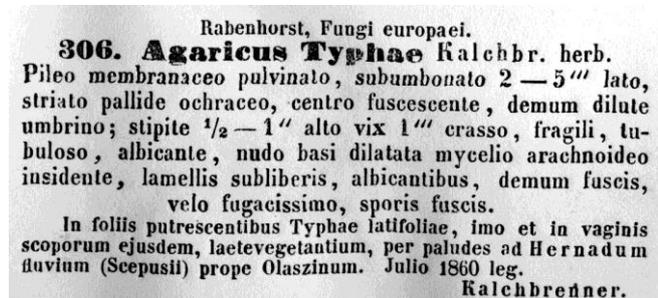 Rabenhorst, Fungi europaei.
306. Agaricus Typhae Kalchbr. herb.
Pileo membranaceo pulvinato, subumbonato 2 — 5''' lato,
striato pallide ochraceo, centro fuscescente, demum dilute
umbrino; stipite 1/2 — 1'' alto vix 1''' crasso, fragili, tu-
buloso, albicante, nudo basi dilatata mycelio arachnoideo
insidente, lamellis subliberis, albicantibus, demum fuscis,
velo fugacissimo, sporis fuscis.
In foliis putrescentibus Typhae latifoliae, imo et in vaginis
scoporum ejusdem, laetevegetantium, per paludes ad Hernadum
fluvium (Scepusii) prope Olaszinum. Julio 1860 leg.
Kalchbrenner.